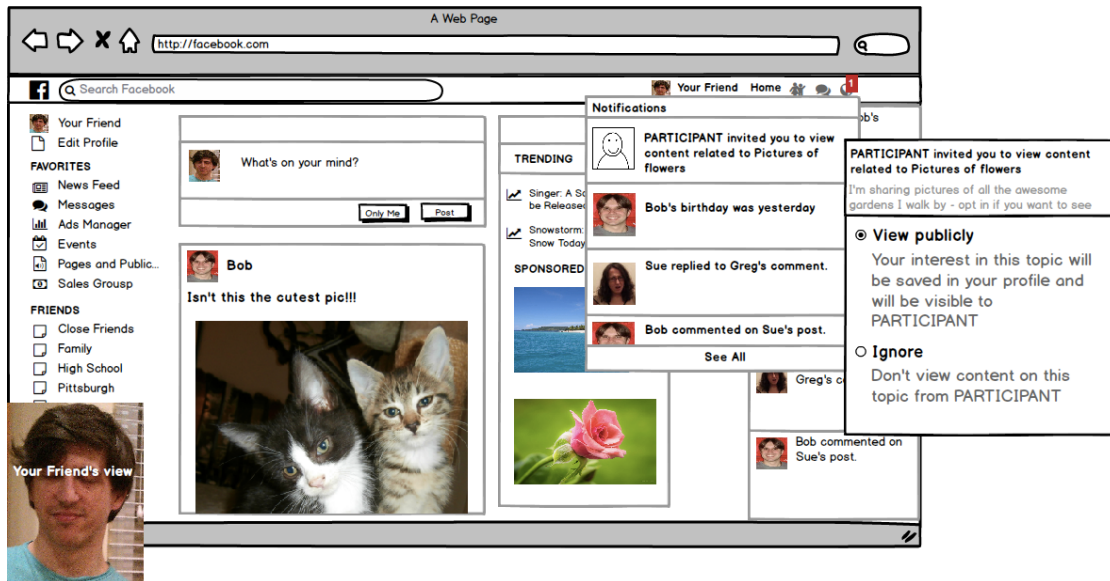 A Web Page
http://facebook.com
Search Facebook
Your Friend
Home
1
Your Friend
Edit Profile
FAVORITES
News Feed
Messages
Ads Manager
Events
Pages and Public...
Sales Grousp
FRIENDS
Close Friends
Family
High School
Pittsburgh
Your Friend's view
What's on your mind?
Only Me
Post
Bob
Isn't this the cutest pic!!!
TRENDING
Singer: A
be Released
Snowstorm:
Snow Today
SPONSORED
Notifications
PARTICIPANT invited you to view
content related to Pictures of
flowers
Bob's birthday was yesterday
Sue replied to Greg's comment.
Bob commented on Sue's post.
See All
Greg's
Bob commented on
Sue's post.
PARTICIPANT invited you to view content
related to Pictures of flowers
I'm sharing pictures of all the awesome
gardens I walk by - opt in if you want to see
View publicly
Your interest in this topic will
be saved in your profile and
will be visible to
PARTICIPANT
Ignore
Don't view content on this
topic from PARTICIPANT